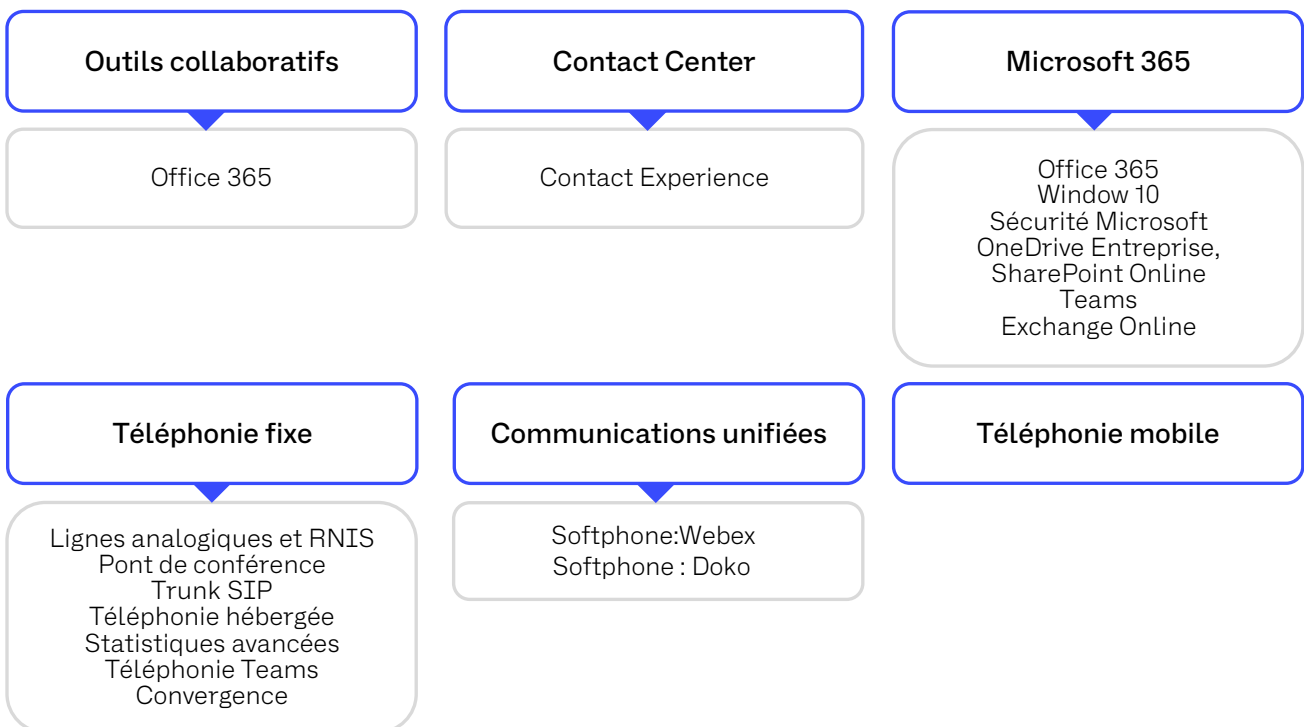 Outils collaboratifs
Office 365
Contact Center
Contact Experience
Microsoft 365
Office 365
Window 10
Sécurité Microsoft
OneDrive Entreprise,
SharePoint Online
Teams
Exchange Online
Téléphonie fixe
Lignes analogiques et RNIS
Pont de conférence
Trunk SIP
Téléphonie hébergée
Statistiques avancées
Téléphonie Teams
Convergence
Communications unifiées
Softphone:Webex
Softphone : Doko
Téléphonie mobile